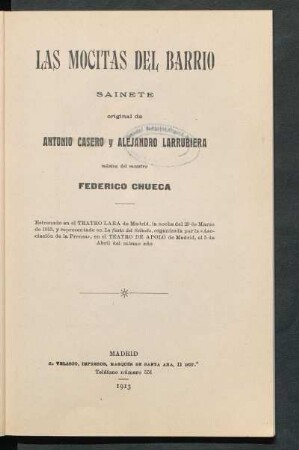 LAS MOCITAS DEL BARRIO
SAINETE
original de
ANTONIO CASERO y ALEJANDRO LARRUBIERA
música del maestro
FEDERICO CHUECA
Estrenado en el TEATRO LARA de Madrid, la noche del 29 de Marzo
de 1913, y representado en La fiesta del Sainete, organizada por la «Aso-
ciación de la Prensa», en el TEATRO DE APOLO de Madrid, el 5 de
Abril del mismo año
MADRID
R. VELASCO, IMPRESOR, MARQUÉS DE SANTA ANA, 11 DUP.º
Teléfono número 551
1913